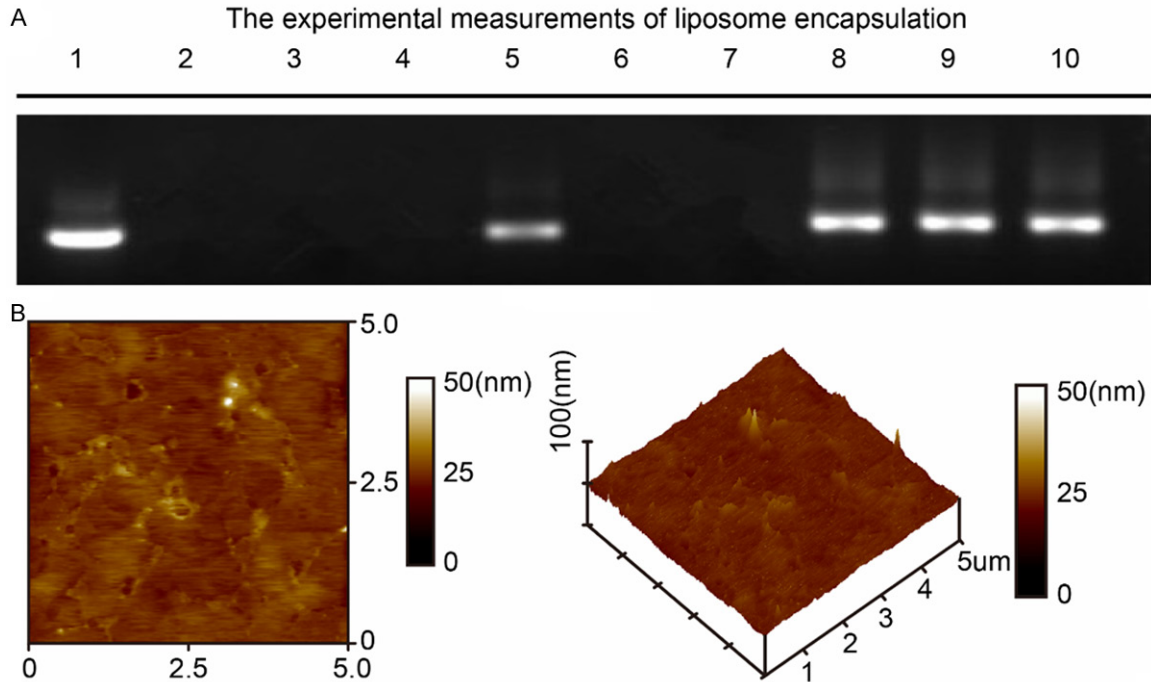 A
The experimental measurements of liposome encapsulation
1 2 3 4 5 6 7 8 9 10
B
5.0
2.5
0
0 2.5 5.0
50(nm)
25
0
100(nm)
1 2 3 4 5um
50(nm)
25
0